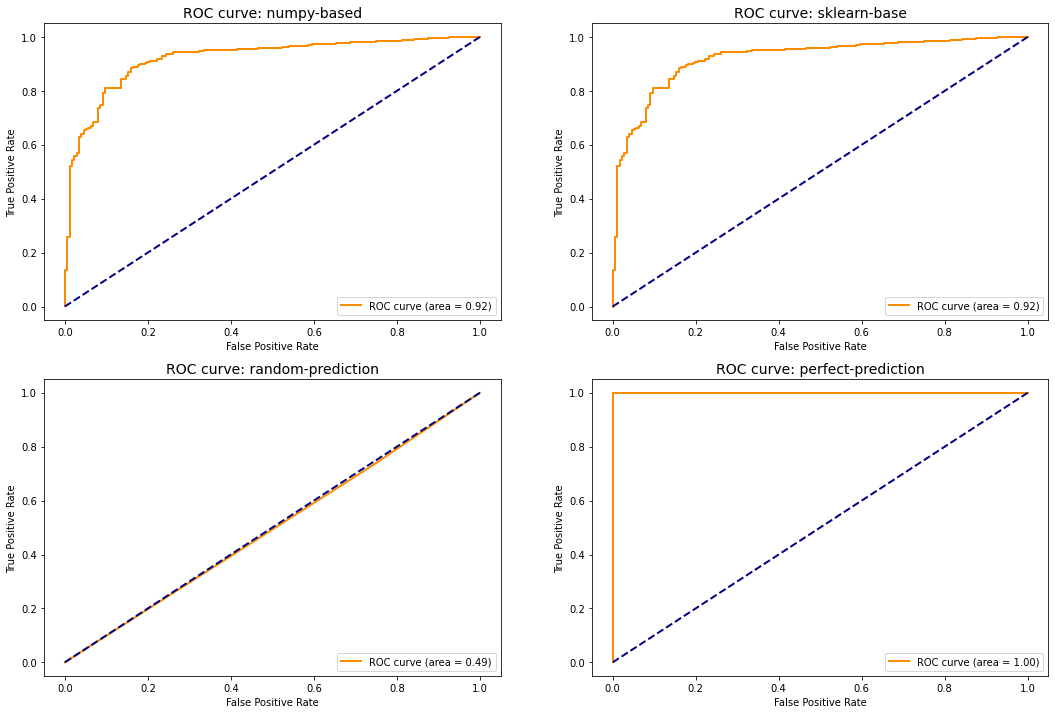 ROC curve: numpy-based
True Positive Rate
1.0
0.8
0.6
0.4
0.2
0.0
ROC curve (area = 0.92)
0.0 0.2 0.4 0.6 0.8 1.0
False Positive Rate
ROC curve: sklearn-base
True Positive Rate
1.0
0.8
0.6
0.4
0.2
0.0
ROC curve (area = 0.92)
0.0 0.2 0.4 0.6 0.8 1.0
False Positive Rate
ROC curve: random-prediction
True Positive Rate
1.0
0.8
0.6
0.4
0.2
0.0
ROC curve (area = 0.49)
0.0 0.2 0.4 0.6 0.8 1.0
False Positive Rate
ROC curve: perfect-prediction
True Positive Rate
1.0
0.8
0.6
0.4
0.2
0.0
ROC curve (area = 1.00)
0.0 0.2 0.4 0.6 0.8 1.0
False Positive Rate